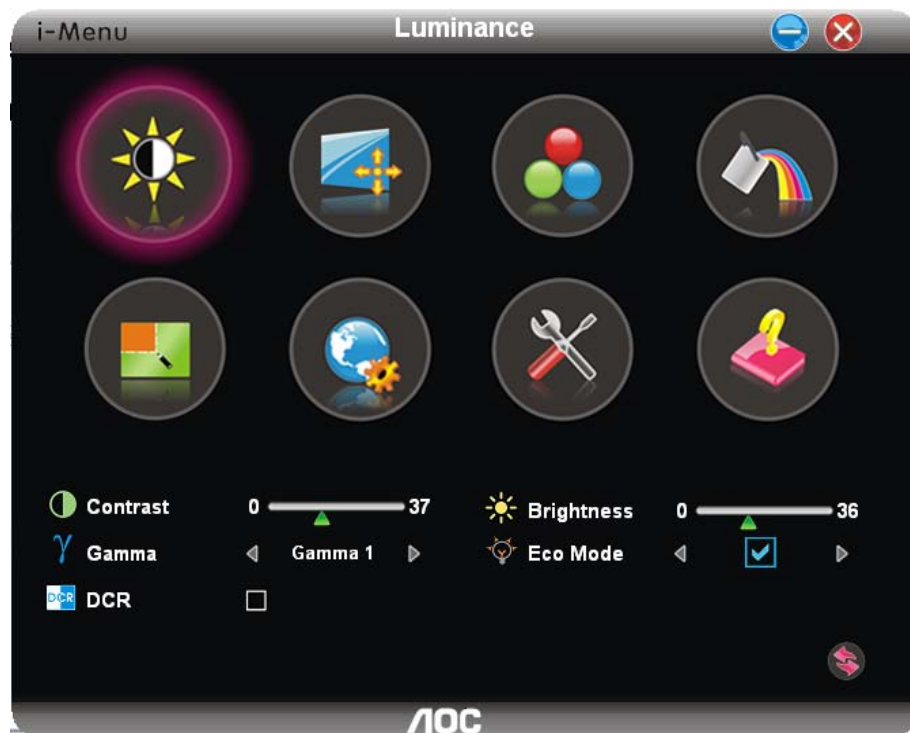 i-Menu Luminance
Contrast 0 37 Brightness 0 36
γ Gamma Gamma 1 Eco Mode
DCR DCR
AOC